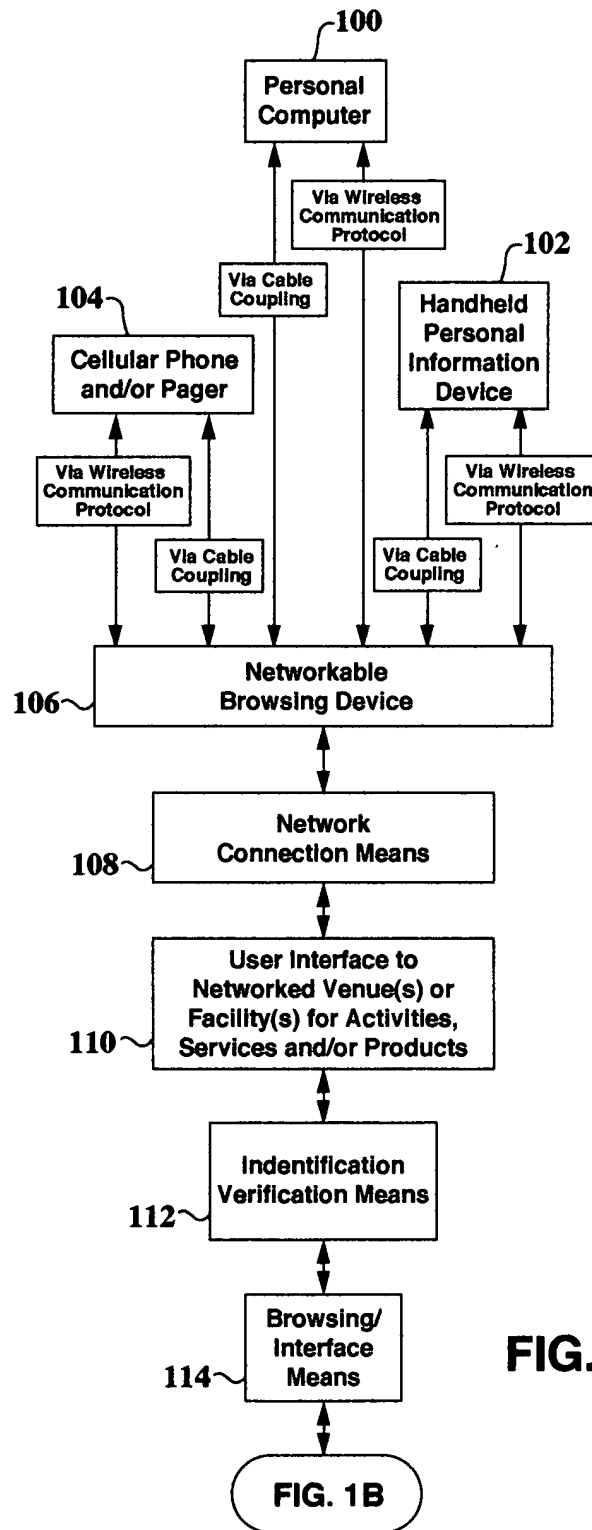 100
Personal
Computer
Via Wireless
Communication
Protocol
102
Via Cable
Coupling
Handheld
Personal
Information
Device
104
Cellular Phone
and/or Pager
Via Wireless
Communication
Protocol
Via Wireless
Communication
Protocol
Via Cable
Coupling
Via Cable
Coupling
Networkable
Browsing Device
106
Network
Connection Means
108
User Interface to
Networked Venue(s) or
Facility(s) for Activities,
Services and/or Products
110
Indentification
Verification Means
112
Browsing/
Interface
Means
114
FIG.
FIG. 1B